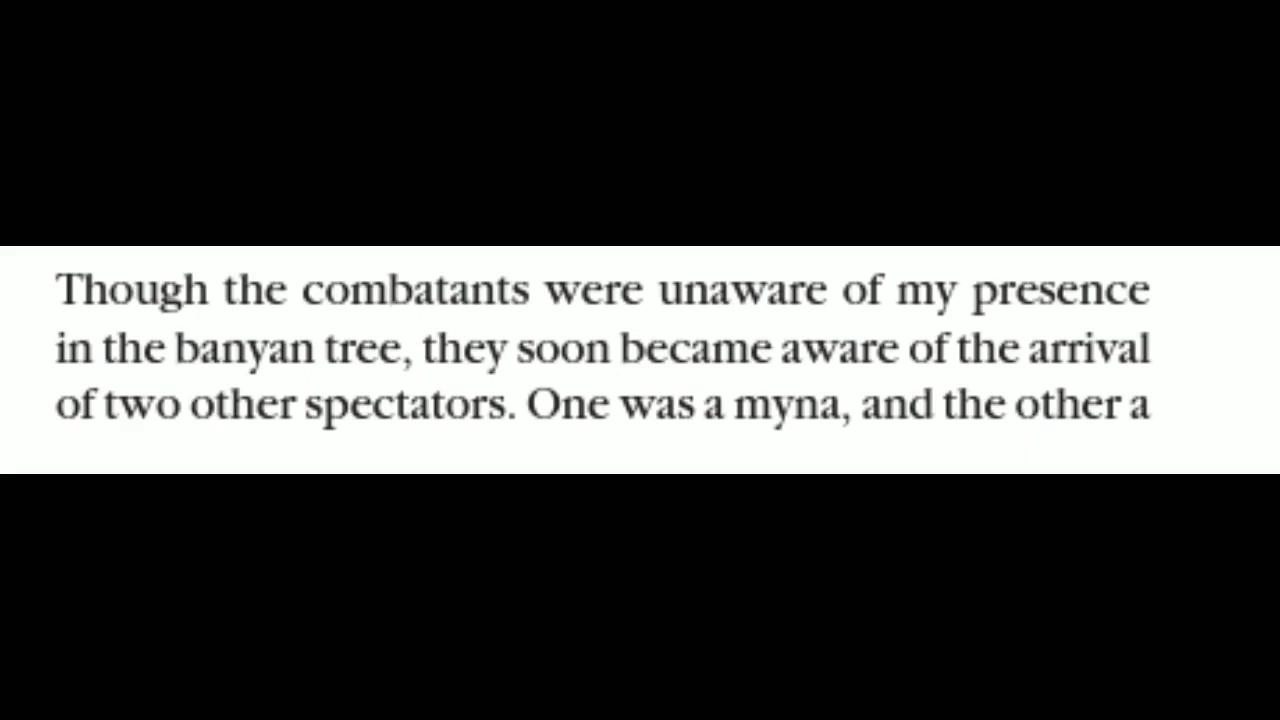 Though the combatants were unaware of my presence
in the banyan tree, they soon became aware of the arrival
of two other spectators. One was a myna, and the other a